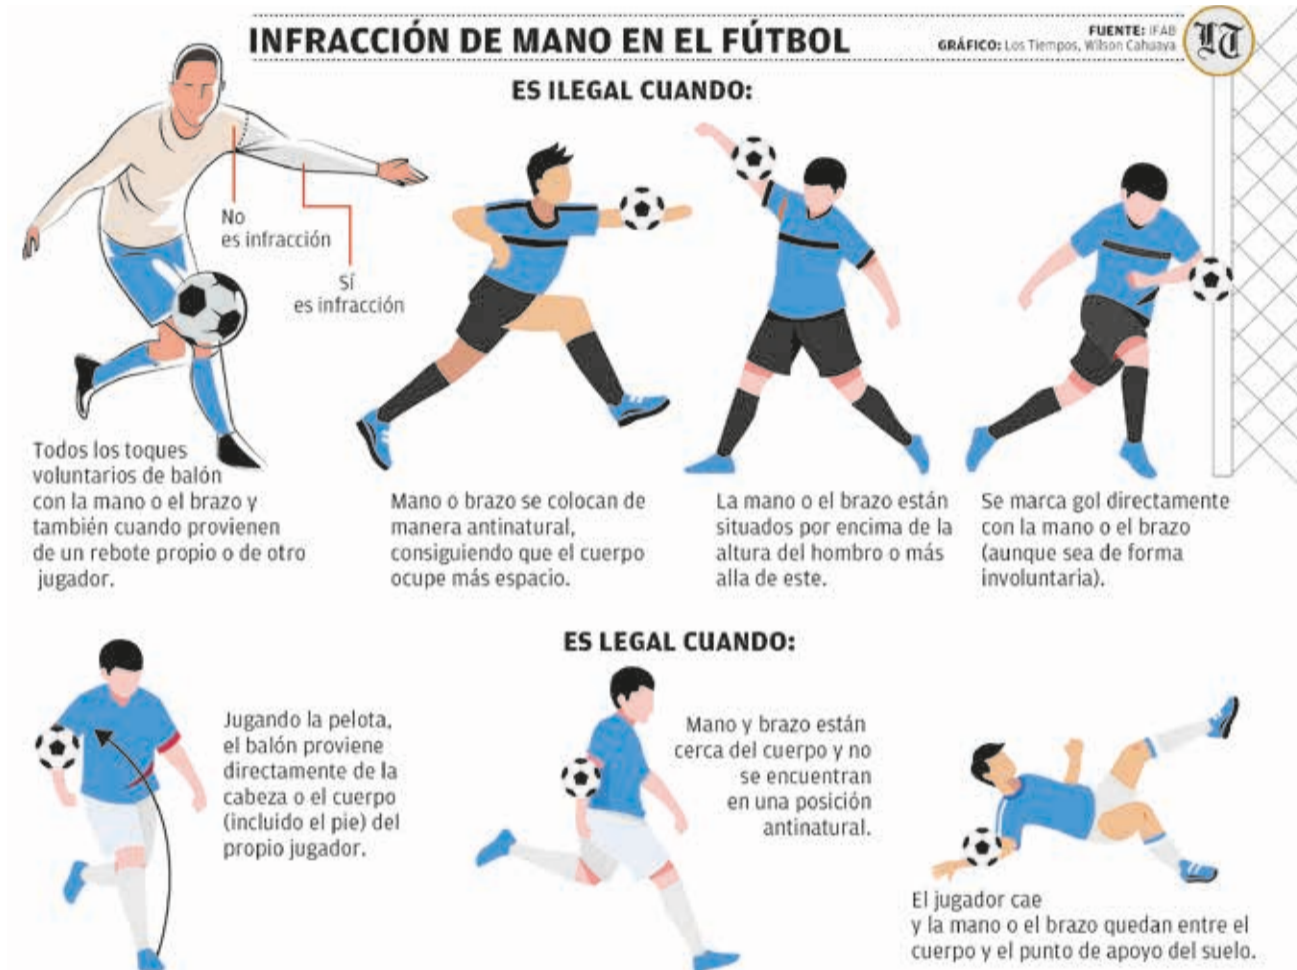 INFRACCIÓN DE MANO EN EL FÚTBOL
FUENTE: IFAB
GRÁFICO: Los Tiempos, Wilson Cahuaya
LT
ES ILEGAL CUANDO:
No
es infracción
Sí
es infracción
Todos los toques
voluntarios de balón
con la mano o el brazo y
también cuando provienen
de un rebote propio o de otro
jugador.
Mano o brazo se colocan de
manera antinatural,
consiguiendo que el cuerpo
ocupe más espacio.
La mano o el brazo están
situados por encima de la
altura del hombro o más
alla de este.
Se marca gol directamente
con la mano o el brazo
(aunque sea de forma
involuntaria).
ES LEGAL CUANDO:
Jugando la pelota,
el balón proviene
directamente de la
cabeza o el cuerpo
(incluido el pie) del
propio jugador.
Mano y brazo están
cerca del cuerpo y no
se encuentran
en una posición
antinatural.
El jugador cae
y la mano o el brazo quedan entre el
cuerpo y el punto de apoyo del suelo.